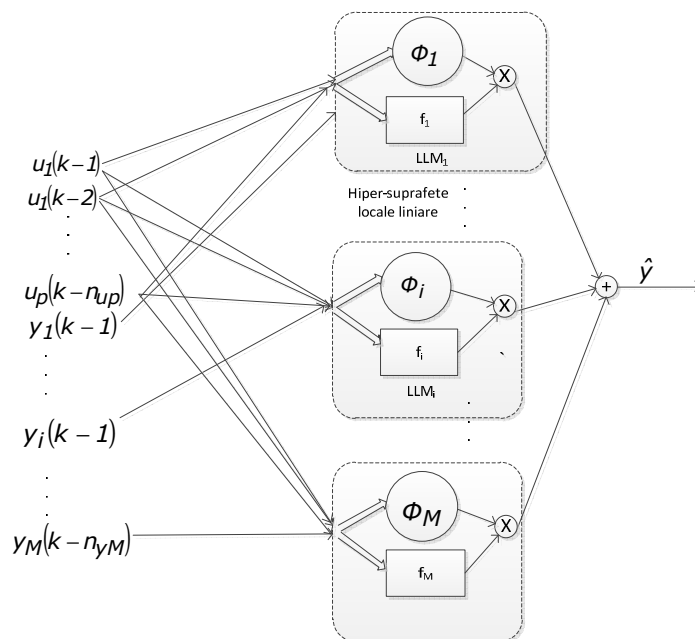 Φ1
X
f1
LLM1
u1(k-1)
u1(k-2)
Hiper-suprafete
locale liniare
up(k-nup)
y1(k-1)
Φi
X
fi
LLMi
ŷ
+
yi(k-1)
yM(k-nyM)
ΦM
X
fM